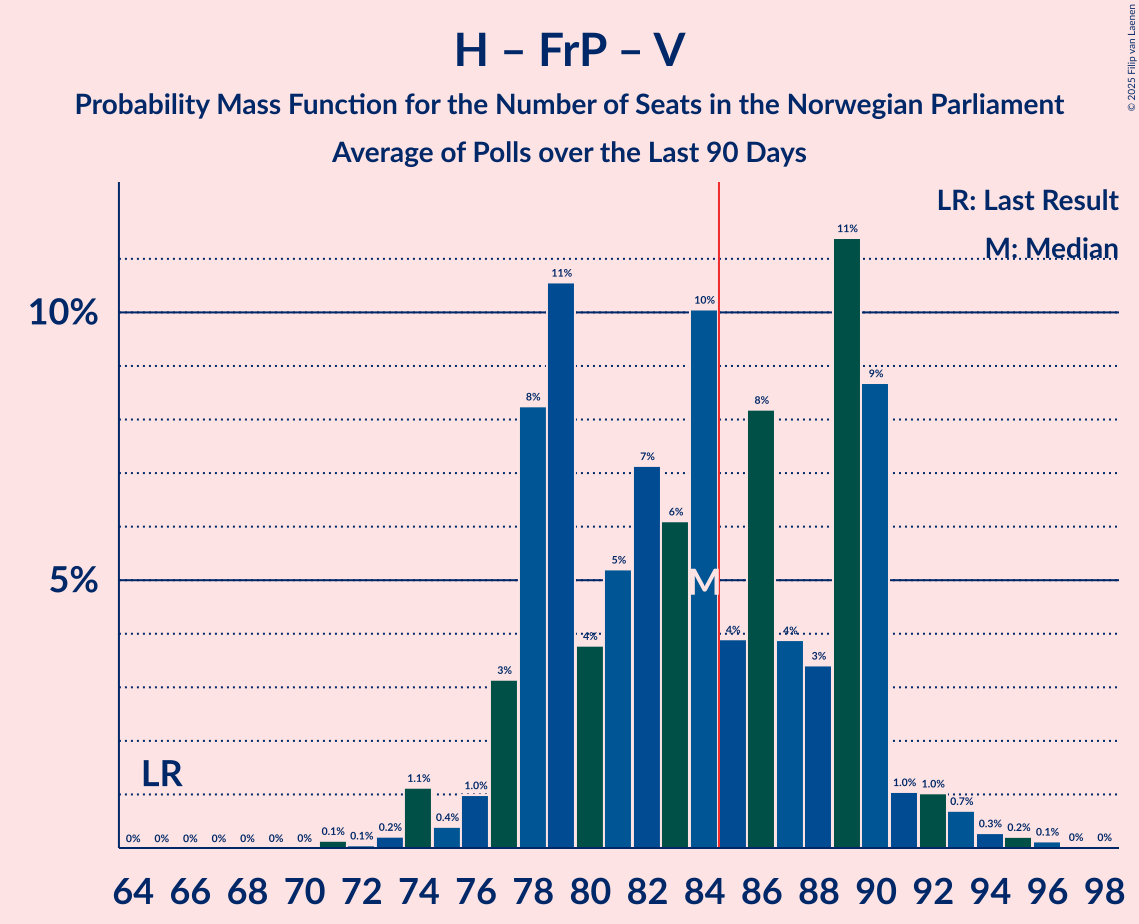 © 2025 Filip van Laenen
H – FrP – V
Probability Mass Function for the Number of Seats in the Norwegian Parliament
Average of Polls over the Last 90 Days
LR: Last Result
M: Median
10%
5%
LR
M
0% 0% 0% 0% 0% 0% 0% 0.1% 0.1% 0.2% 1.1% 0.4% 1.0% 3% 8% 11% 4% 5% 7% 6% 10% 4% 8% 4% 3% 11% 9% 1.0% 1.0% 0.7% 0.3% 0.2% 0.1% 0% 0%
64 66 68 70 72 74 76 78 80 82 84 86 88 90 92 94 96 98